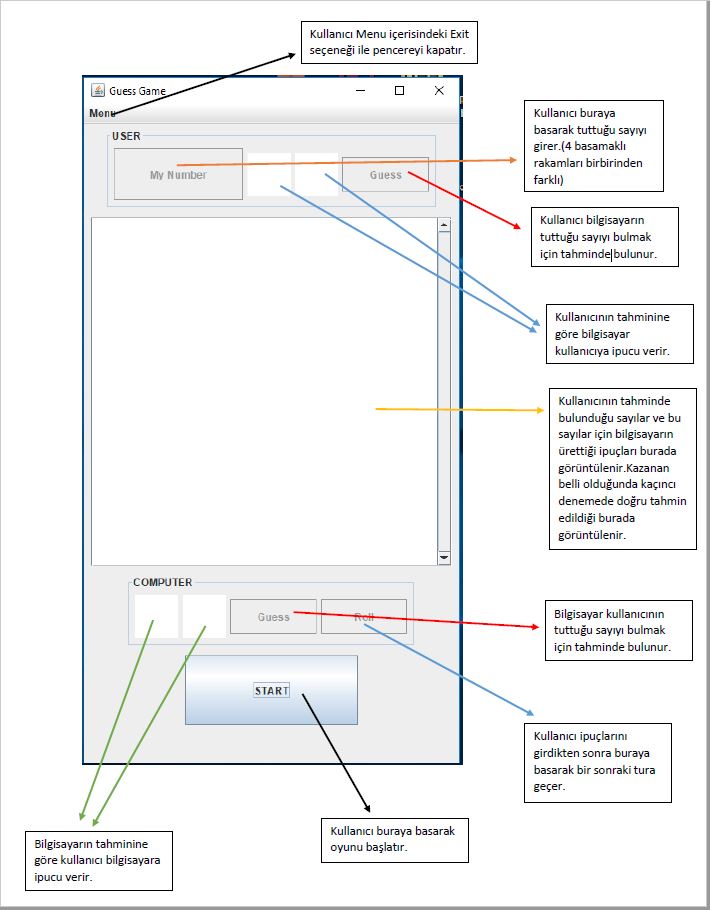 Kullanıcı Menu içerisindeki Exit
seçeneği ile pencereyi kapatır.
Guess Game
Menu
USER
My Number
Guess
Kullanıcı buraya
basarak tuttuğu sayıyı
girer.(4 basamaklı
rakamları birbirinden
farklı)
Kullanıcı bilgisayarın
tuttuğu sayıyı bulmak
için tahminde bulunur.
Kullanıcının tahminine
göre bilgisayar
kullanıcıya ipucu verir.
Kullanıcının tahminde
bulunduğu sayılar ve bu
sayılar için bilgisayarın
ürettiği ipuçları burada
görüntülenir.Kazanan
belli olduğunda kaçıncı
denemede doğru tahmin
edildiği burada
görüntülenir.
COMPUTER
Guess
Roll
Bilgisayar kullanıcının
tuttuğu sayıyı bulmak
için tahminde bulunur.
START
Kullanıcı ipuçlarını
girdikten sonra buraya
basarak bir sonraki tura
geçer.
Kullanıcı buraya basarak
oyunu başlatır.
Bilgisayarın tahminine
göre kullanıcı bilgisayara
ipucu verir.